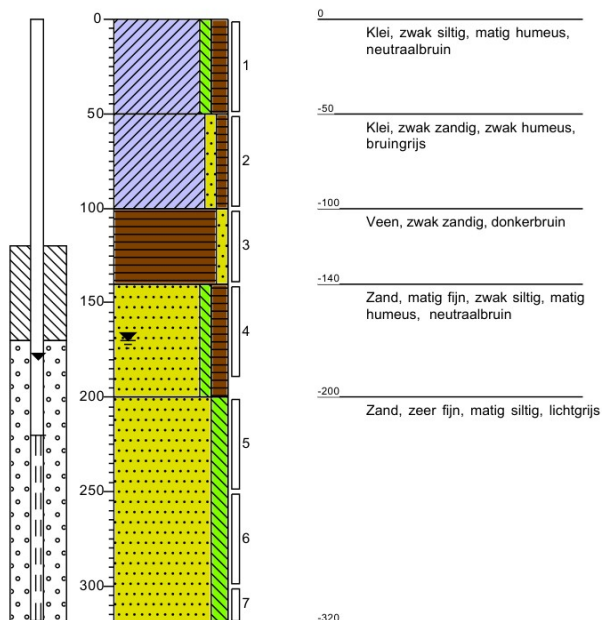 0
50
100
150
200
250
300
1
2
3
4
5
6
7
0
Klei, zwak siltig, matig humeus,
neutraalbruin
-50
Klei, zwak zandig, zwak humeus,
bruingrijs
-100
Veen, zwak zandig, donkerbruin
-140
Zand, matig fijn, zwak siltig, matig
humeus, neutraalbruin
-200
Zand, zeer fijn, matig siltig, lichtgrijs
-320